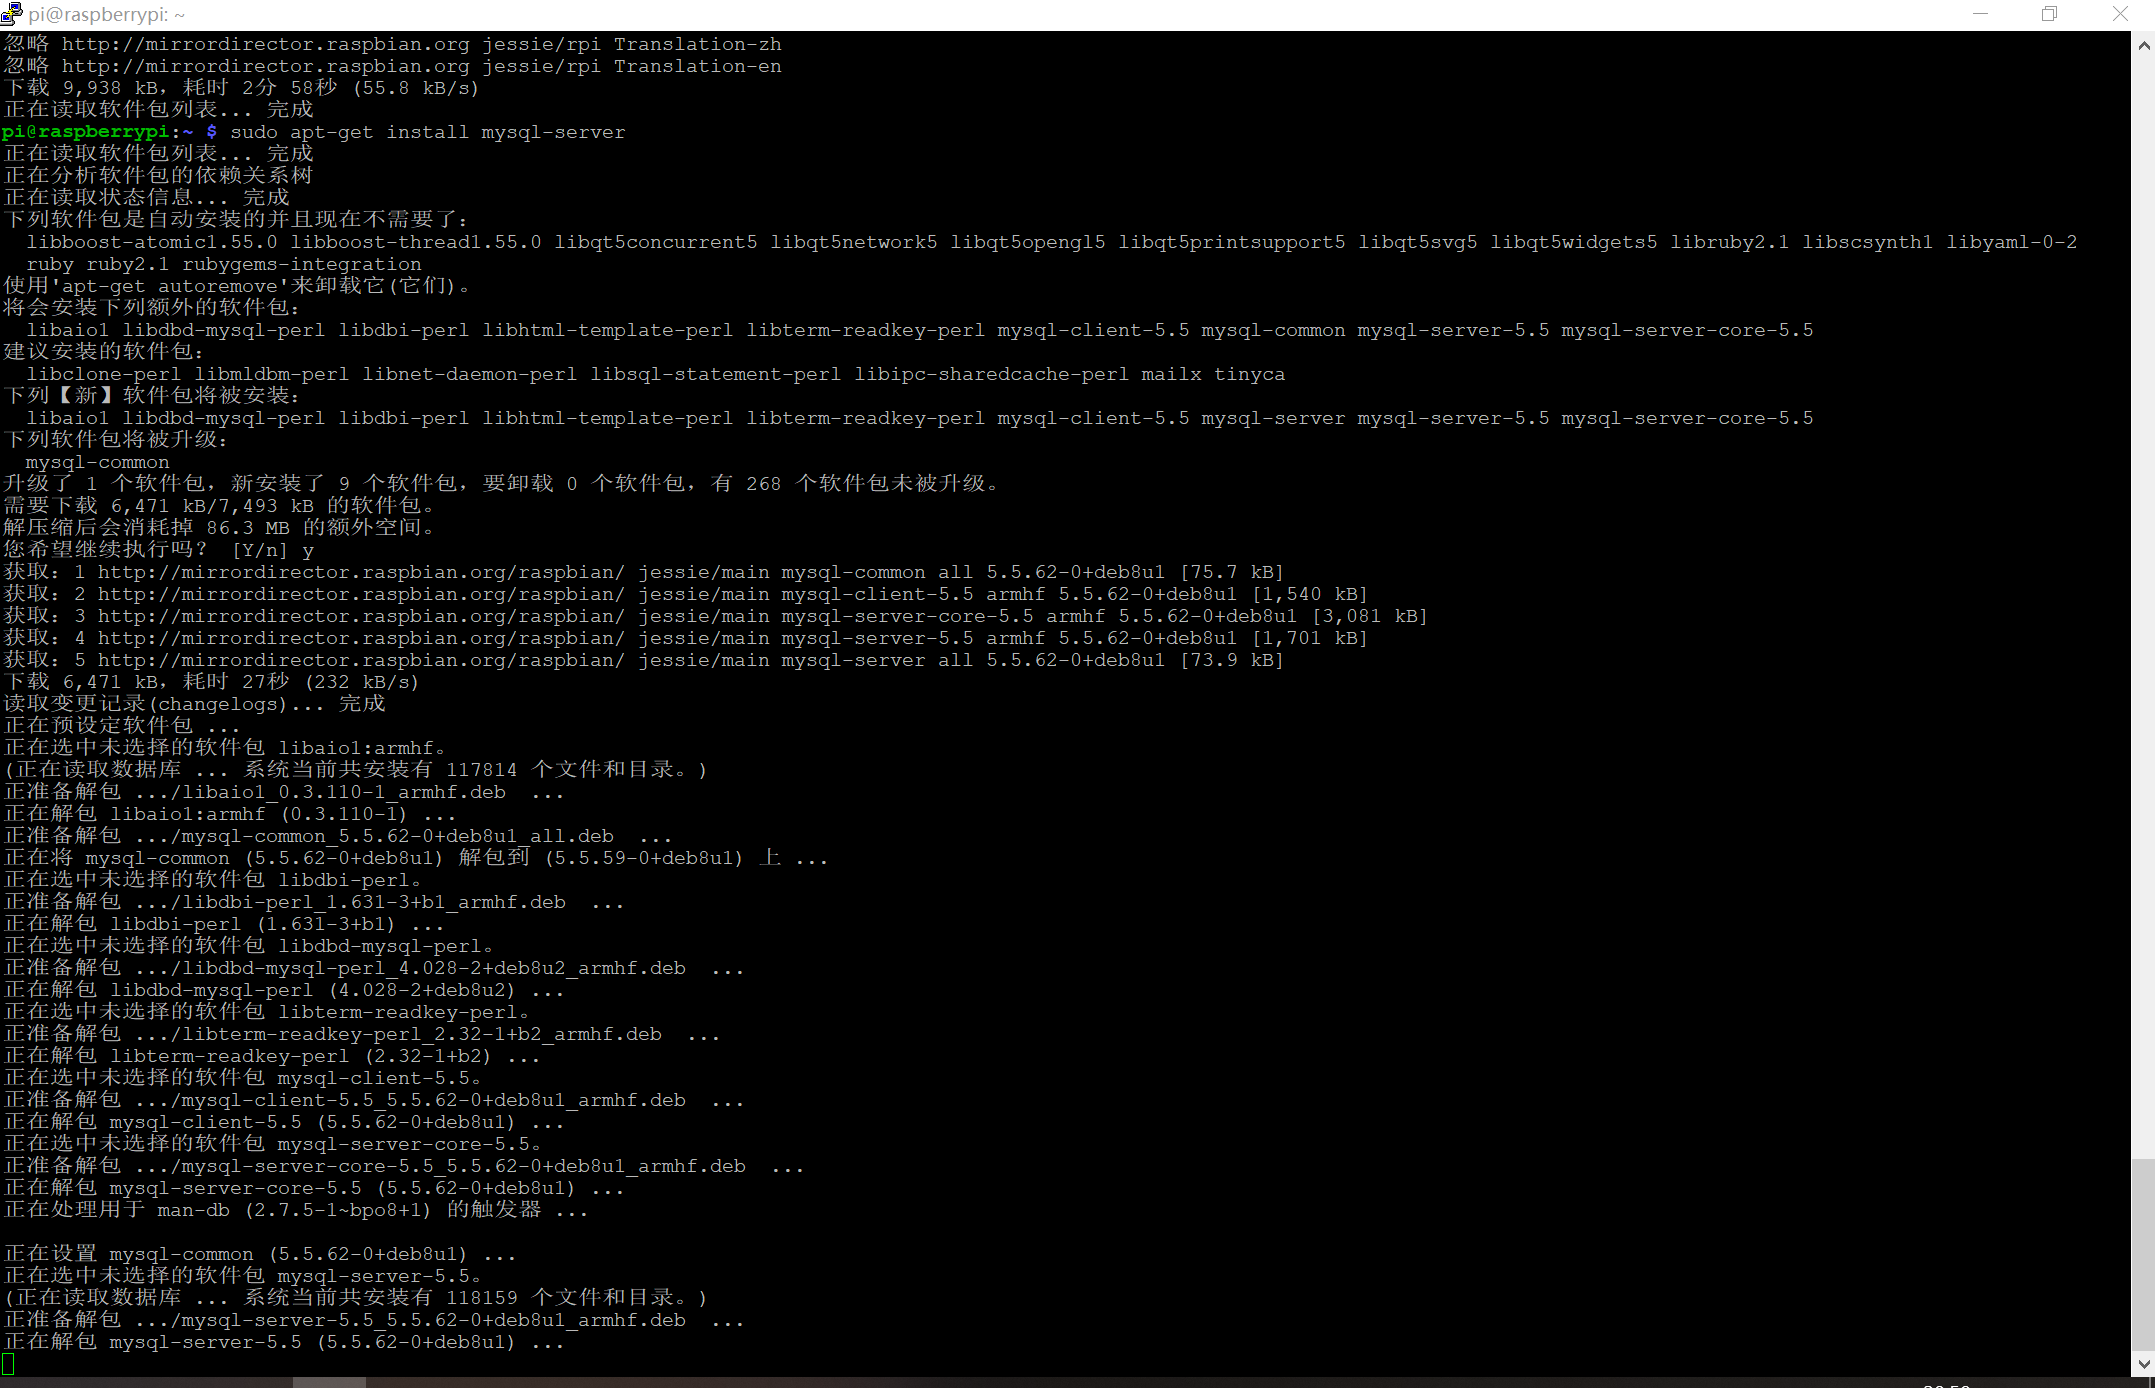 pi@raspberrypi: ~
忽略 http://mirrordirector.raspbian.org jessie/rpi Translation-zh
忽略 http://mirrordirector.raspbian.org jessie/rpi Translation-en
下载 9,938 kB，耗时 2分 58秒 (55.8 kB/s)
正在读取软件包列表... 完成
pi@raspberrypi:~ $ sudo apt-get install mysql-server
正在读取软件包列表... 完成
正在分析软件包的依赖关系树
正在读取状态信息... 完成
下列软件包是自动安装的并且现在不需要了：
libboost-atomic1.55.0 libboost-thread1.55.0 libqt5concurrent5 libqt5network5 libqt5opengl5 libqt5printsupport5 libqt5svg5 libqt5widgets5 libruby2.1 libscsynth1 libyaml-0-2
ruby ruby2.1 rubygems-integration
使用'apt-get autoremove'来卸载它(它们)。
将会安装下列额外的软件包：
libaio1 libdbd-mysql-perl libdbi-perl libhtml-template-perl libterm-readkey-perl mysql-client-5.5 mysql-common mysql-server-5.5 mysql-server-core-5.5
建议安装的软件包：
libclone-perl libmldbm-perl libnet-daemon-perl libsql-statement-perl libipc-sharedcache-perl mailx tinyca
下列【新】软件包将被安装：
libaio1 libdbd-mysql-perl libdbi-perl libhtml-template-perl libterm-readkey-perl mysql-client-5.5 mysql-server mysql-server-5.5 mysql-server-core-5.5
下列软件包将被升级：
mysql-common
升级了 1 个软件包，新安装了 9 个软件包，要卸载 0 个软件包，有 268 个软件包未被升级。
需要下载 6,471 kB/7,493 kB 的软件包。
解压缩后会消耗掉 86.3 MB 的额外空间。
您希望继续执行吗？ [Y/n] y
获取：1 http://mirrordirector.raspbian.org/raspbian/ jessie/main mysql-common all 5.5.62-0+deb8u1 [75.7 kB]
获取：2 http://mirrordirector.raspbian.org/raspbian/ jessie/main mysql-client-5.5 armhf 5.5.62-0+deb8u1 [1,540 kB]
获取：3 http://mirrordirector.raspbian.org/raspbian/ jessie/main mysql-server-core-5.5 armhf 5.5.62-0+deb8u1 [3,081 kB]
获取：4 http://mirrordirector.raspbian.org/raspbian/ jessie/main mysql-server-5.5 armhf 5.5.62-0+deb8u1 [1,701 kB]
获取：5 http://mirrordirector.raspbian.org/raspbian/ jessie/main mysql-server all 5.5.62-0+deb8u1 [73.9 kB]
下载 6,471 kB，耗时 27秒 (232 kB/s)
读取变更记录(changelogs)... 完成
正在预设定软件包 ...
正在选中未选择的软件包 libaio1:armhf。
(正在读取数据库 ... 系统当前共安装有 117814 个文件和目录。)
正准备解包 .../libaio1_0.3.110-1_armhf.deb  ...
正在解包 libaio1:armhf (0.3.110-1) ...
正准备解包 .../mysql-common_5.5.62-0+deb8u1_all.deb  ...
正在将 mysql-common (5.5.62-0+deb8u1) 解包到 (5.5.59-0+deb8u1) 上 ...
正在选中未选择的软件包 libdbi-perl。
正准备解包 .../libdbi-perl_1.631-3+b1_armhf.deb  ...
正在解包 libdbi-perl (1.631-3+b1) ...
正在选中未选择的软件包 libdbd-mysql-perl。
正准备解包 .../libdbd-mysql-perl_4.028-2+deb8u2_armhf.deb  ...
正在解包 libdbd-mysql-perl (4.028-2+deb8u2) ...
正在选中未选择的软件包 libterm-readkey-perl。
正准备解包 .../libterm-readkey-perl_2.32-1+b2_armhf.deb  ...
正在解包 libterm-readkey-perl (2.32-1+b2) ...
正在选中未选择的软件包 mysql-client-5.5。
正准备解包 .../mysql-client-5.5_5.5.62-0+deb8u1_armhf.deb  ...
正在解包 mysql-client-5.5 (5.5.62-0+deb8u1) ...
正在选中未选择的软件包 mysql-server-core-5.5。
正准备解包 .../mysql-server-core-5.5_5.5.62-0+deb8u1_armhf.deb  ...
正在解包 mysql-server-core-5.5 (5.5.62-0+deb8u1) ...
正在处理用于 man-db (2.7.5-1~bpo8+1) 的触发器 ...
正在设置 mysql-common (5.5.62-0+deb8u1) ...
正在选中未选择的软件包 mysql-server-5.5。
(正在读取数据库 ... 系统当前共安装有 118159 个文件和目录。)
正准备解包 .../mysql-server-5.5_5.5.62-0+deb8u1_armhf.deb  ...
正在解包 mysql-server-5.5 (5.5.62-0+deb8u1) ...